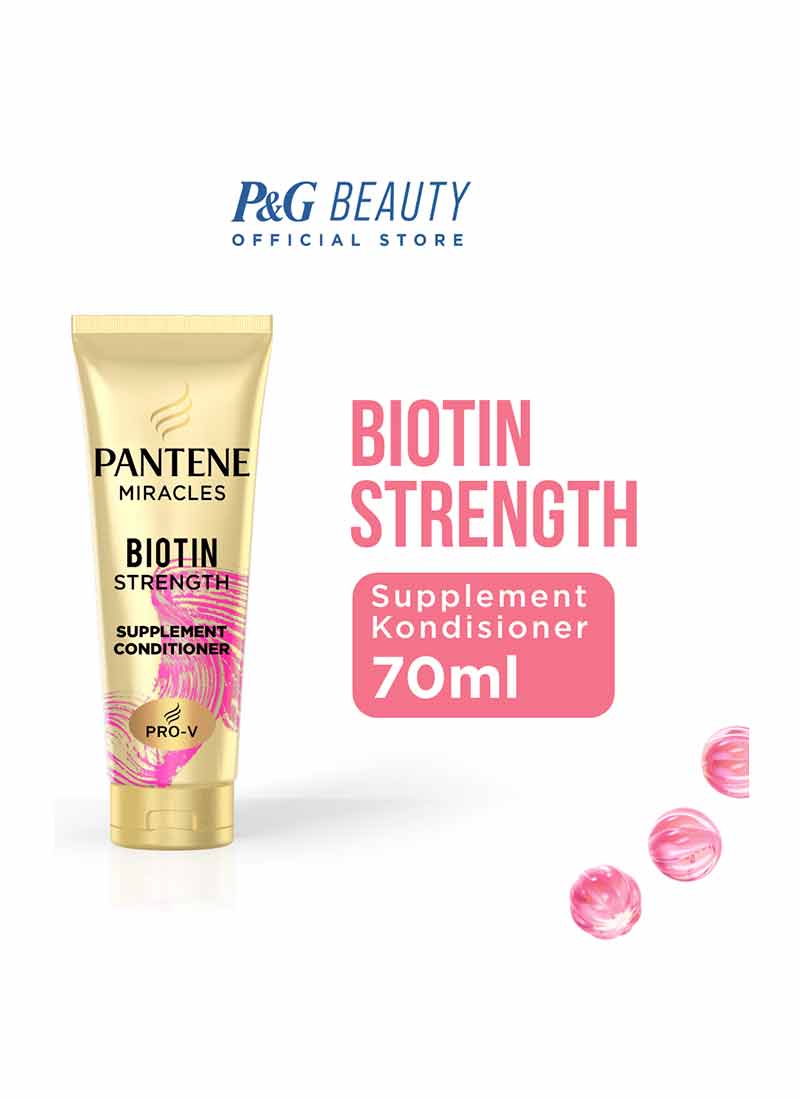 P&G BEAUTY
OFFICIAL STORE
PANTENE
MIRACLES
BIOTIN
STRENGTH
SUPPLEMENT
CONDITIONER
PRO-V
BIOTIN
STRENGTH
Supplement
Kondisioner
70ml